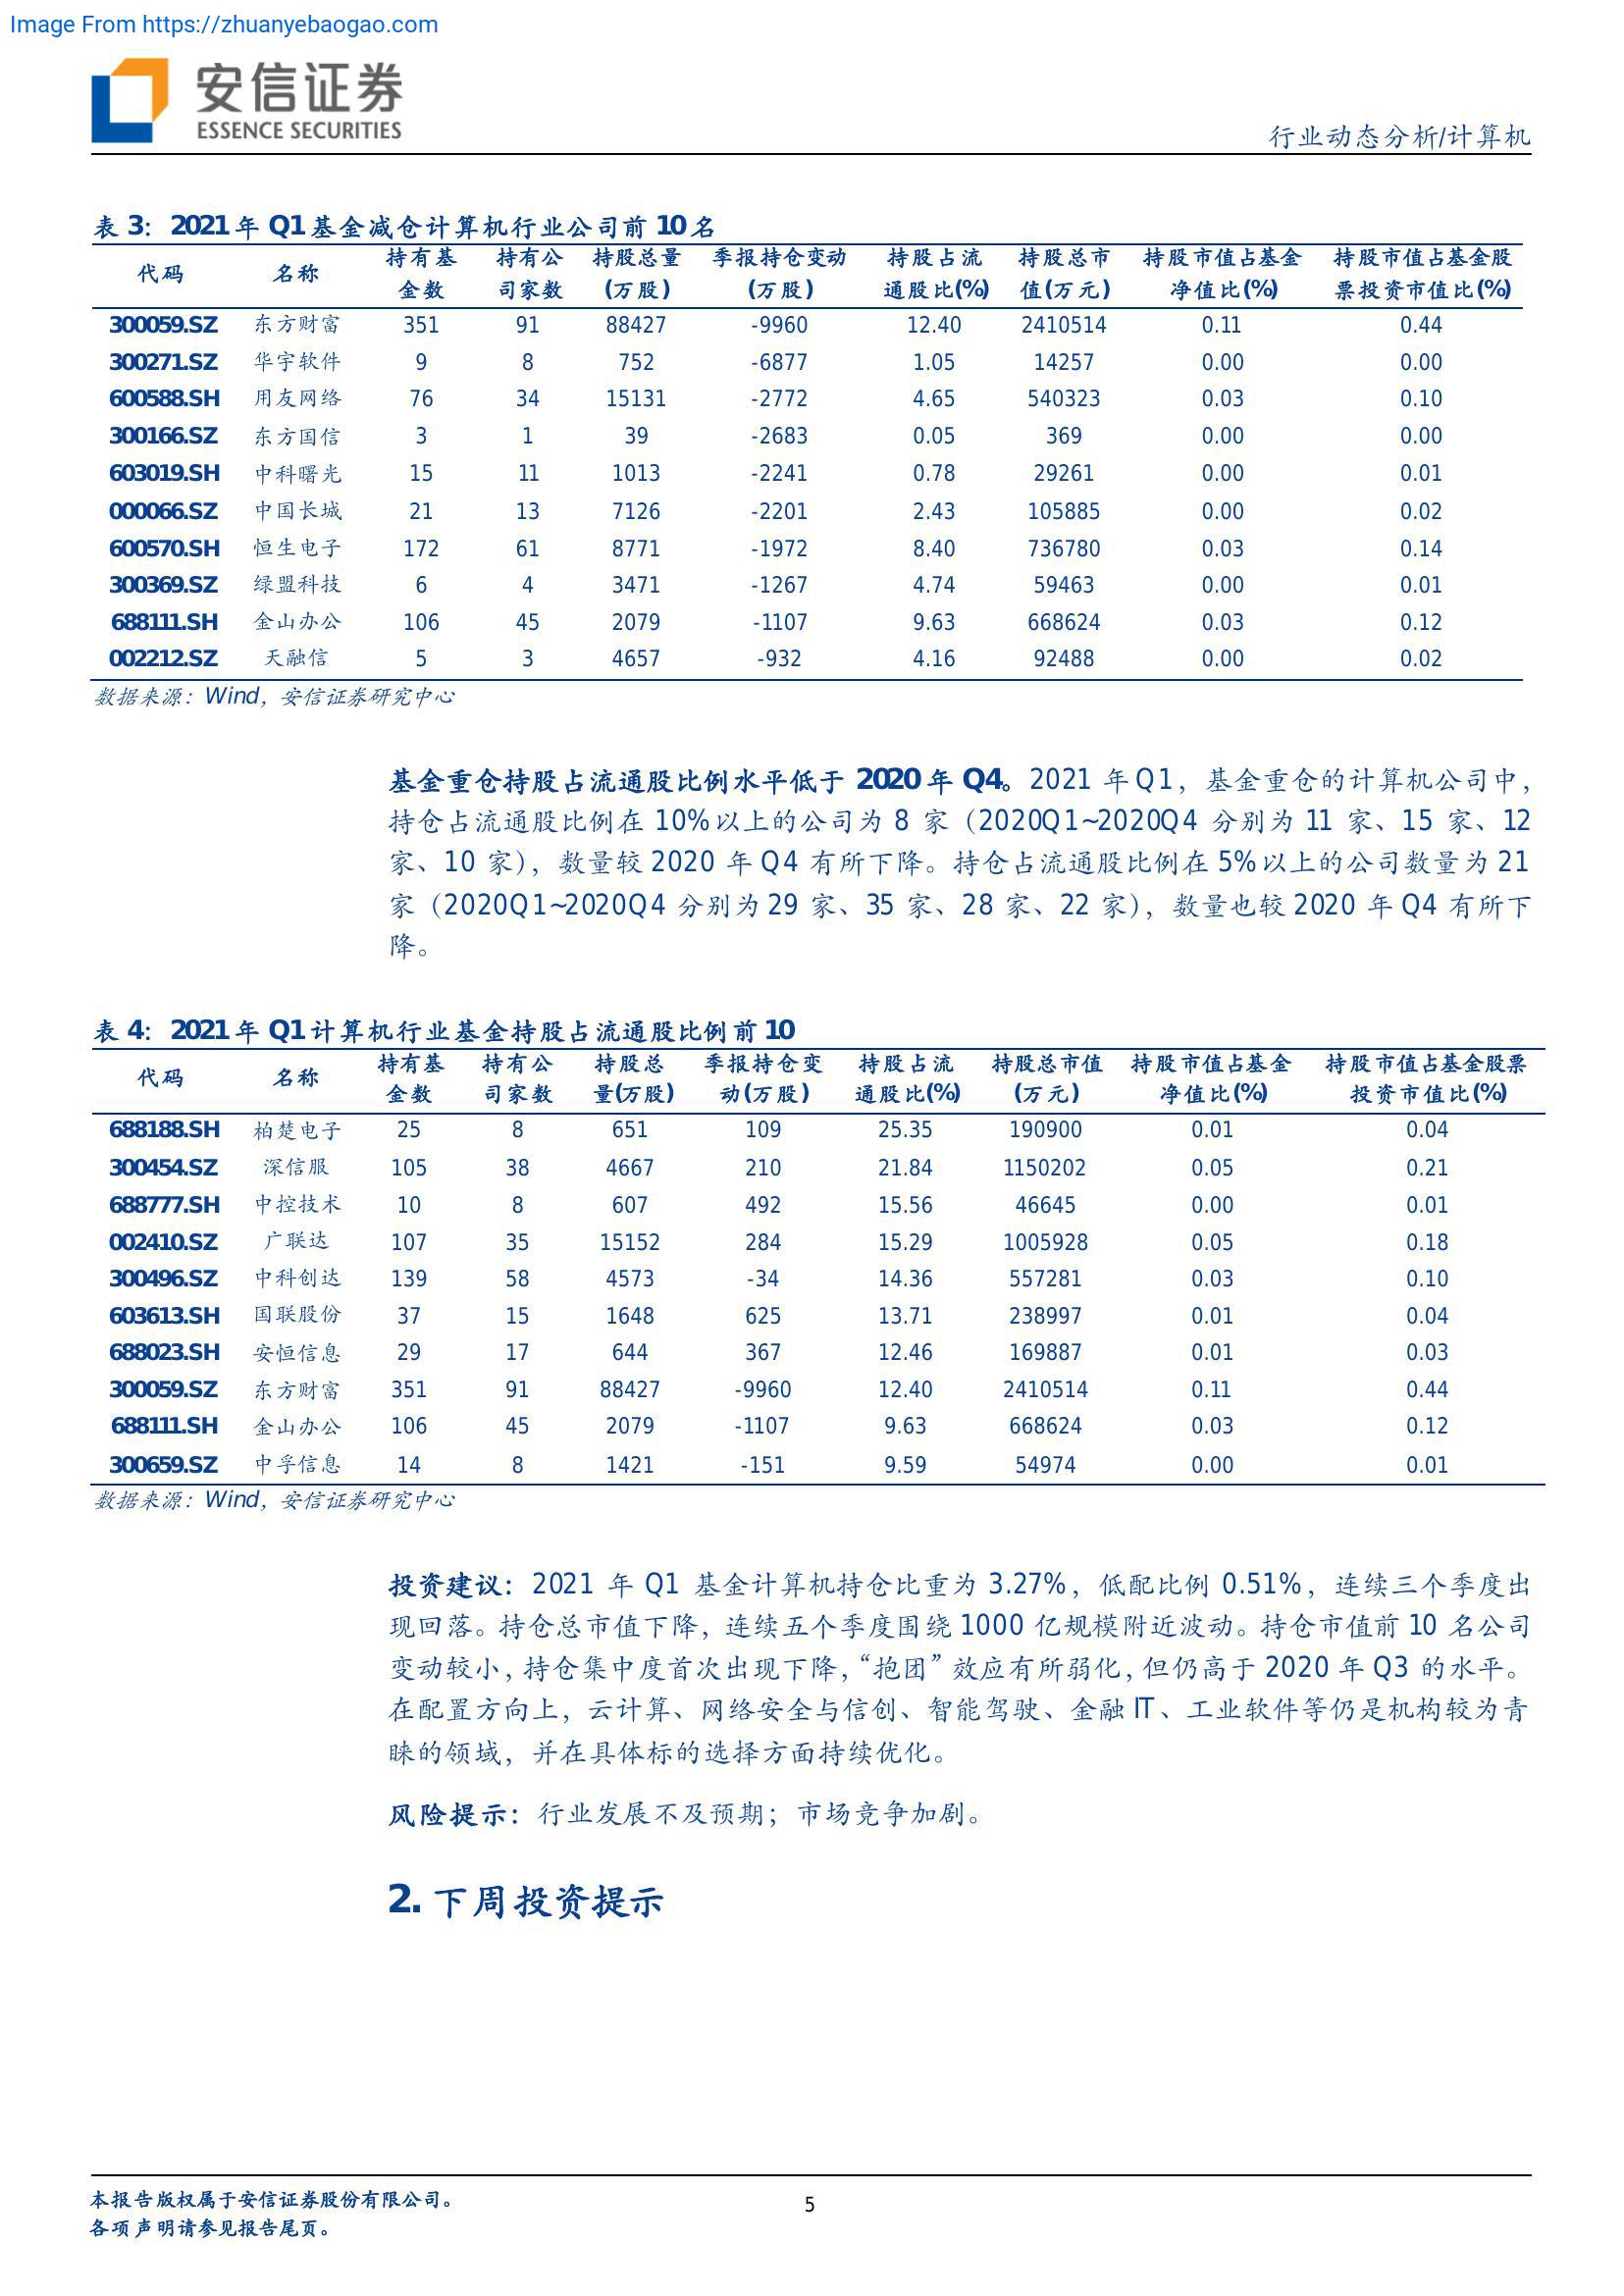 Image From https://zhuanyebaogao.com
安信证券
ESSENCE SECURITIES
行业动态分析/计算机
表 3：2021 年 Q1 基金减仓计算机行业公司前 10 名
代码 名称 持有基金数 持有公司家数 持股总量(万股) 季报持仓变动(万股) 持股占流通股比(%) 持股总市值(万元) 持股市值占基金净值比(%) 持股市值占基金股票投资市值比(%)
300059.SZ 东方财富 351 91 88427 -9960 12.40 2410514 0.11 0.44
300271.SZ 华宇软件 9 8 752 -6877 1.05 14257 0.00 0.00
600588.SH 用友网络 76 34 15131 -2772 4.65 540323 0.03 0.10
300166.SZ 东方国信 3 1 39 -2683 0.05 369 0.00 0.00
603019.SH 中科曙光 15 11 1013 -2241 0.78 29261 0.00 0.01
000066.SZ 中国长城 21 13 7126 -2201 2.43 105885 0.00 0.02
600570.SH 恒生电子 172 61 8771 -1972 8.40 736780 0.03 0.14
300369.SZ 绿盟科技 6 4 3471 -1267 4.74 59463 0.00 0.01
688111.SH 金山办公 106 45 2079 -1107 9.63 668624 0.03 0.12
002212.SZ 天融信 5 3 4657 -932 4.16 92488 0.00 0.02
数据来源：Wind，安信证券研究中心
基金重仓持股占流通股比例水平低于 2020 年 Q4。2021 年 Q1，基金重仓的计算机公司中，
持仓占流通股比例在 10%以上的公司为 8 家（2020Q1~2020Q4 分别为 11 家、15 家、12
家、10 家），数量较 2020 年 Q4 有所下降。持仓占流通股比例在 5%以上的公司数量为 21
家（2020Q1~2020Q4 分别为 29 家、35 家、28 家、22 家），数量也较 2020 年 Q4 有所下
降。
表 4：2021 年 Q1 计算机行业基金持股占流通股比例前 10
代码 名称 持有基金数 持有公司家数 持股总量(万股) 季报持仓变动(万股) 持股占流通股比(%) 持股总市值(万元) 持股市值占基金净值比(%) 持股市值占基金股票投资市值比(%)
688188.SH 柏楚电子 25 8 651 109 25.35 190900 0.01 0.04
300454.SZ 深信服 105 38 4667 210 21.84 1150202 0.05 0.21
688777.SH 中控技术 10 8 607 492 15.56 46645 0.00 0.01
002410.SZ 广联达 107 35 15152 284 15.29 1005928 0.05 0.18
300496.SZ 中科创达 139 58 4573 -34 14.36 557281 0.03 0.10
603613.SH 国联股份 37 15 1648 625 13.71 238997 0.01 0.04
688023.SH 安恒信息 29 17 644 367 12.46 169887 0.01 0.03
300059.SZ 东方财富 351 91 88427 -9960 12.40 2410514 0.11 0.44
688111.SH 金山办公 106 45 2079 -1107 9.63 668624 0.03 0.12
300659.SZ 中孚信息 14 8 1421 -151 9.59 54974 0.00 0.01
数据来源：Wind，安信证券研究中心
投资建议：2021 年 Q1 基金计算机持仓比重为 3.27%，低配比例 0.51%，连续三个季度出
现回落。持仓总市值下降，连续五个季度围绕 1000 亿规模附近波动。持仓市值前 10 名公司
变动较小，持仓集中度首次出现下降，“抱团”效应有所弱化，但仍高于 2020 年 Q3 的水平。
在配置方向上，云计算、网络安全与信创、智能驾驶、金融 IT、工业软件等仍是机构较为青
睐的领域，并在具体标的选择方面持续优化。
风险提示：行业发展不及预期；市场竞争加剧。
2. 下周投资提示
本报告版权属于安信证券股份有限公司。
5
各项声明请参见报告尾页。